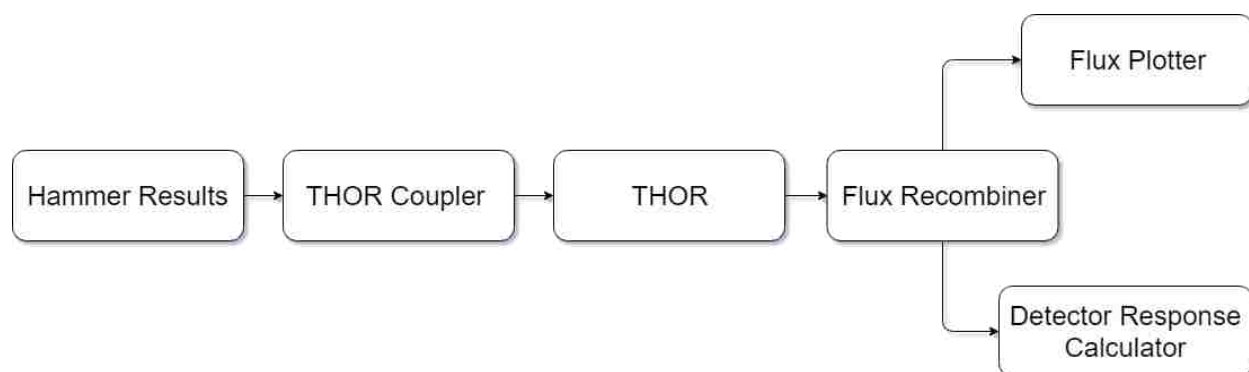 Flux Plotter
Hammer Results
THOR Coupler
THOR
Flux Recombiner
Detector Response
Calculator